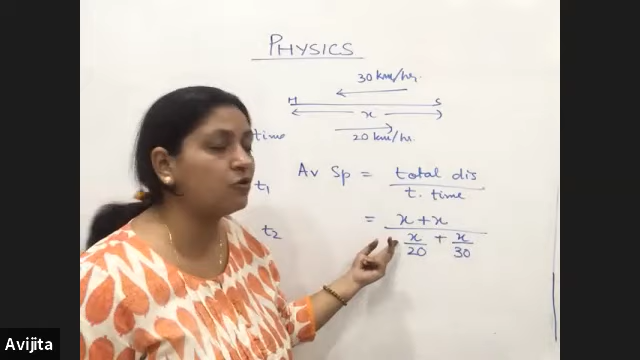 PHYSICS
30 km/hr.
H S
x
time 20 km/hr.
t1 Av Sp = total dis
t. time
t2 = x + x
x/20 + x/30
Avijita